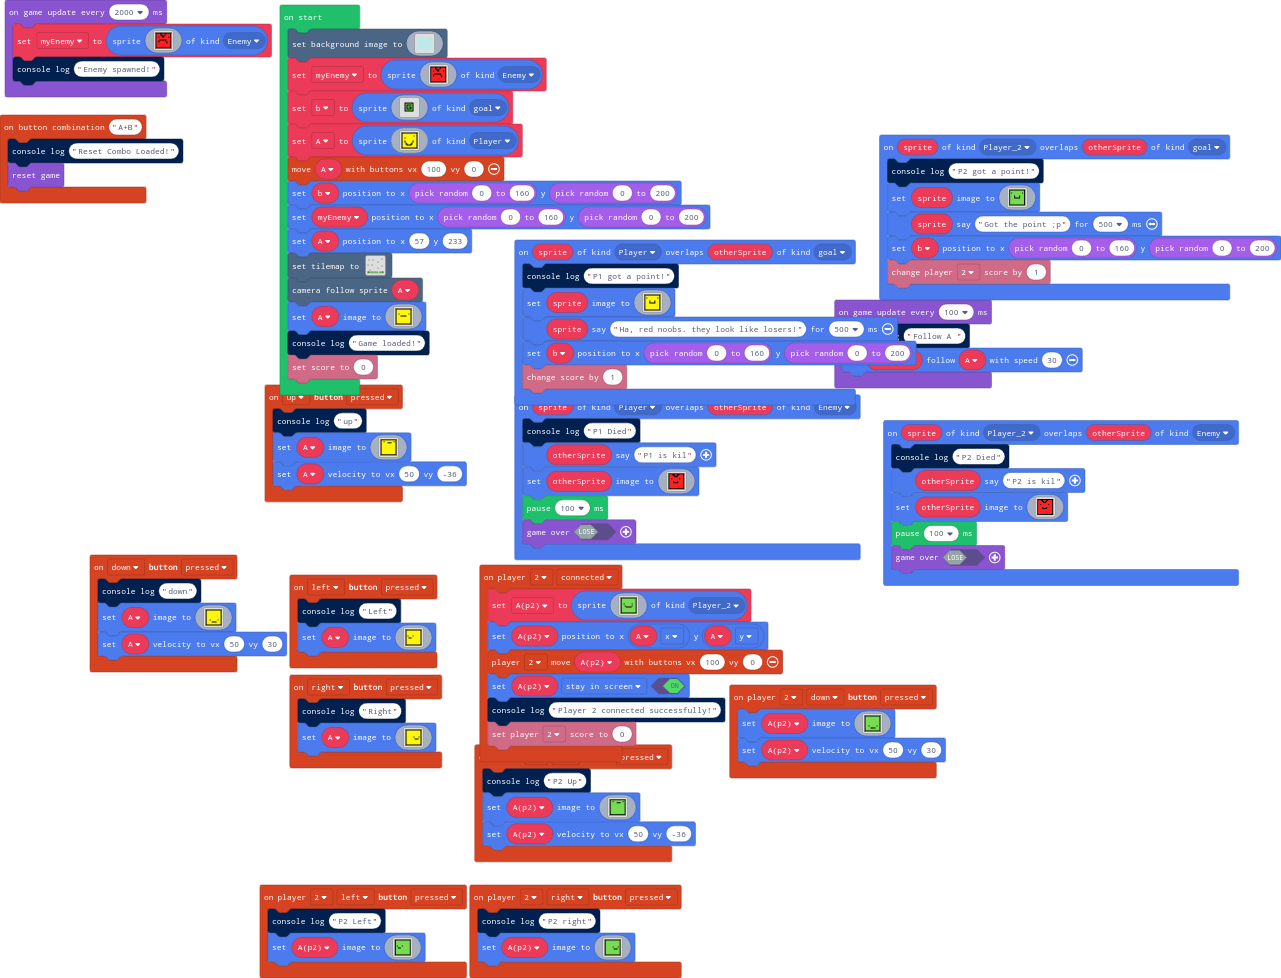 on game update every 2000 ms
set myEnemy to sprite of kind Enemy
console log "Enemy spawned!"
on button combination "A+B"
console log "Reset Combo Loaded!"
reset game
on start
set background image to
set myEnemy to sprite of kind Enemy
set b to sprite G of kind goal
set A to sprite of kind Player
move A with buttons vx 100 vy 0
set b position to x pick random 0 to 160 y pick random 0 to 200
set myEnemy position to x pick random 0 to 160 y pick random 0 to 200
set A position to x 57 y 233
set tilemap to
camera follow sprite A
set A image to
console log "Game loaded!"
set score to 0
on up button pressed
console log "up"
set A image to
set A velocity to vx 50 vy -36
on sprite of kind Player overlaps otherSprite of kind goal
console log "P1 got a point!"
set sprite image to
sprite say "Ha, red noobs. they look like losers!" for 500 ms
set b position to x pick random 0 to 160 y pick random 0 to 200
change score by 1
on sprite of kind Player overlaps otherSprite of kind Enemy
console log "P1 Died"
otherSprite say "P1 is kil"
set otherSprite image to
pause 100 ms
game over LOSE
on sprite of kind Player_2 overlaps otherSprite of kind goal
console log "P2 got a point!"
set sprite image to
sprite say "Got the point ;p" for 500 ms
set b position to x pick random 0 to 160 y pick random 0 to 200
change player 2 score by 1
on game update every 100 ms
"Follow A "
follow A with speed 30
on sprite of kind Player_2 overlaps otherSprite of kind Enemy
console log "P2 Died"
otherSprite say "P2 is kil"
set otherSprite image to
pause 100 ms
game over LOSE
on down button pressed
console log "down"
set A image to
set A velocity to vx 50 vy 30
on left button pressed
console log "Left"
set A image to
on right button pressed
console log "Right"
set A image to
on player 2 connected
set A(p2) to sprite of kind Player_2
set A(p2) position to x A x y A y
player 2 move A(p2) with buttons vx 100 vy 0
set A(p2) stay in screen ON
console log "Player 2 connected successfully!"
set player 2 score to 0
pressed
console log "P2 Up"
set A(p2) image to
set A(p2) velocity to vx 50 vy -36
on player 2 down button pressed
set A(p2) image to
set A(p2) velocity to vx 50 vy 30
on player 2 left button pressed
console log "P2 Left"
set A(p2) image to
on player 2 right button pressed
console log "P2 right"
set A(p2) image to